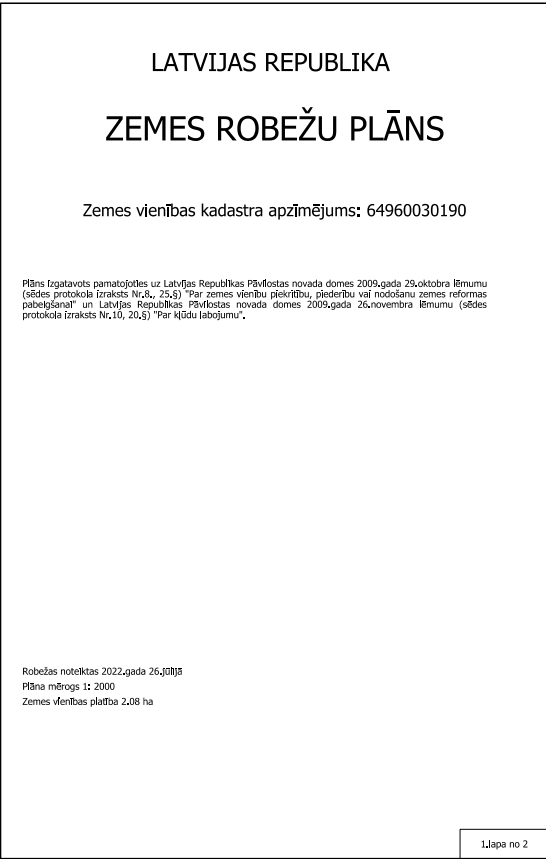 LATVIJAS REPUBLIKA
ZEMES ROBEŽU PLĀNS
Zemes vienības kadastra apzīmējums: 64960030190
Plāns izgatavots pamatojoties uz Latvijas Republikas Pāvilostas novada domes 2009.gada 29.oktobra lēmumu
(sēdes protokola izraksts Nr.8., 25.§) "Par zemes vienību piekritību, piederību vai nodošanu zemes reformas
pabeigšanai" un Latvijas Republikas Pāvilostas novada domes 2009.gada 26.novembra lēmumu (sēdes
protokola izraksts Nr.10, 20.§) "Par kļūdu labojumu".
Robežas noteiktas 2022.gada 26.jūlijā
Plāna mērogs 1: 2000
Zemes vienības platība 2.08 ha
1.lapa no 2